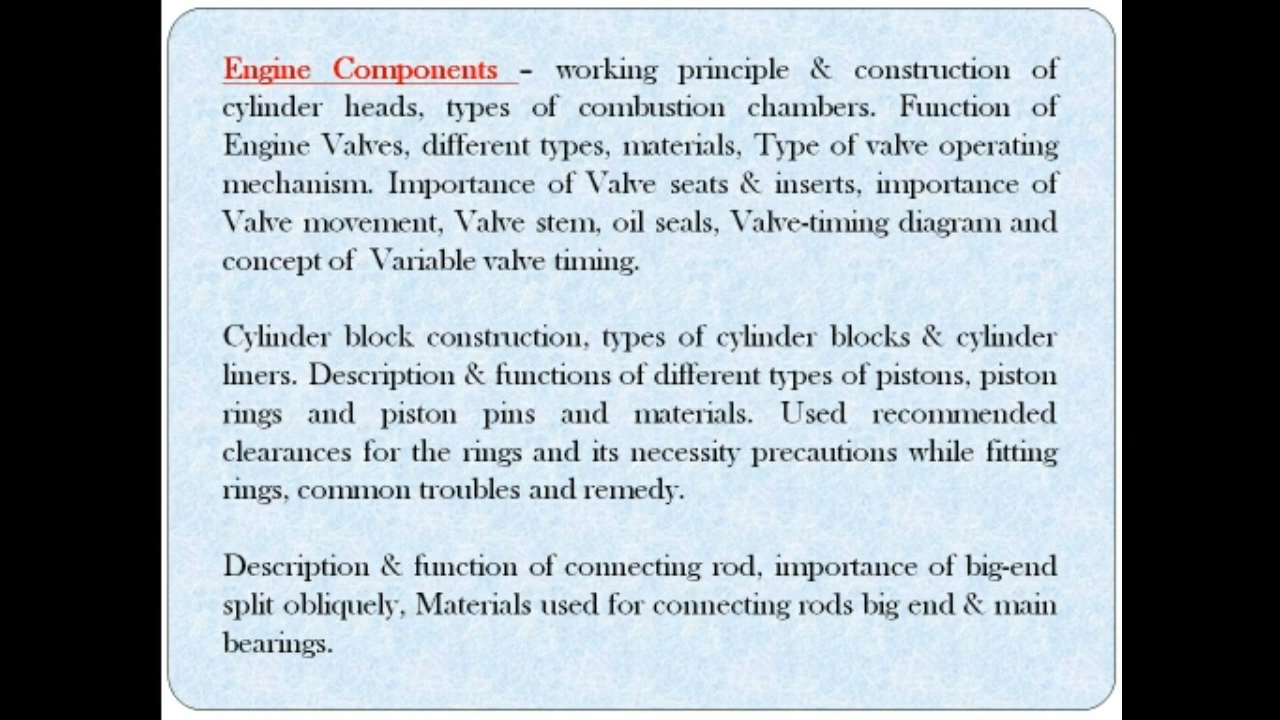 Engine Components – working principle & construction of
cylinder heads, types of combustion chambers. Function of
Engine Valves, different types, materials, Type of valve operating
mechanism. Importance of Valve seats & inserts, importance of
Valve movement, Valve stem, oil seals, Valve-timing diagram and
concept of Variable valve timing.
Cylinder block construction, types of cylinder blocks & cylinder
liners. Description & functions of different types of pistons, piston
rings and piston pins and materials. Used recommended
clearances for the rings and its necessity precautions while fitting
rings, common troubles and remedy.
Description & function of connecting rod, importance of big-end
split obliquely, Materials used for connecting rods big end & main
bearings.